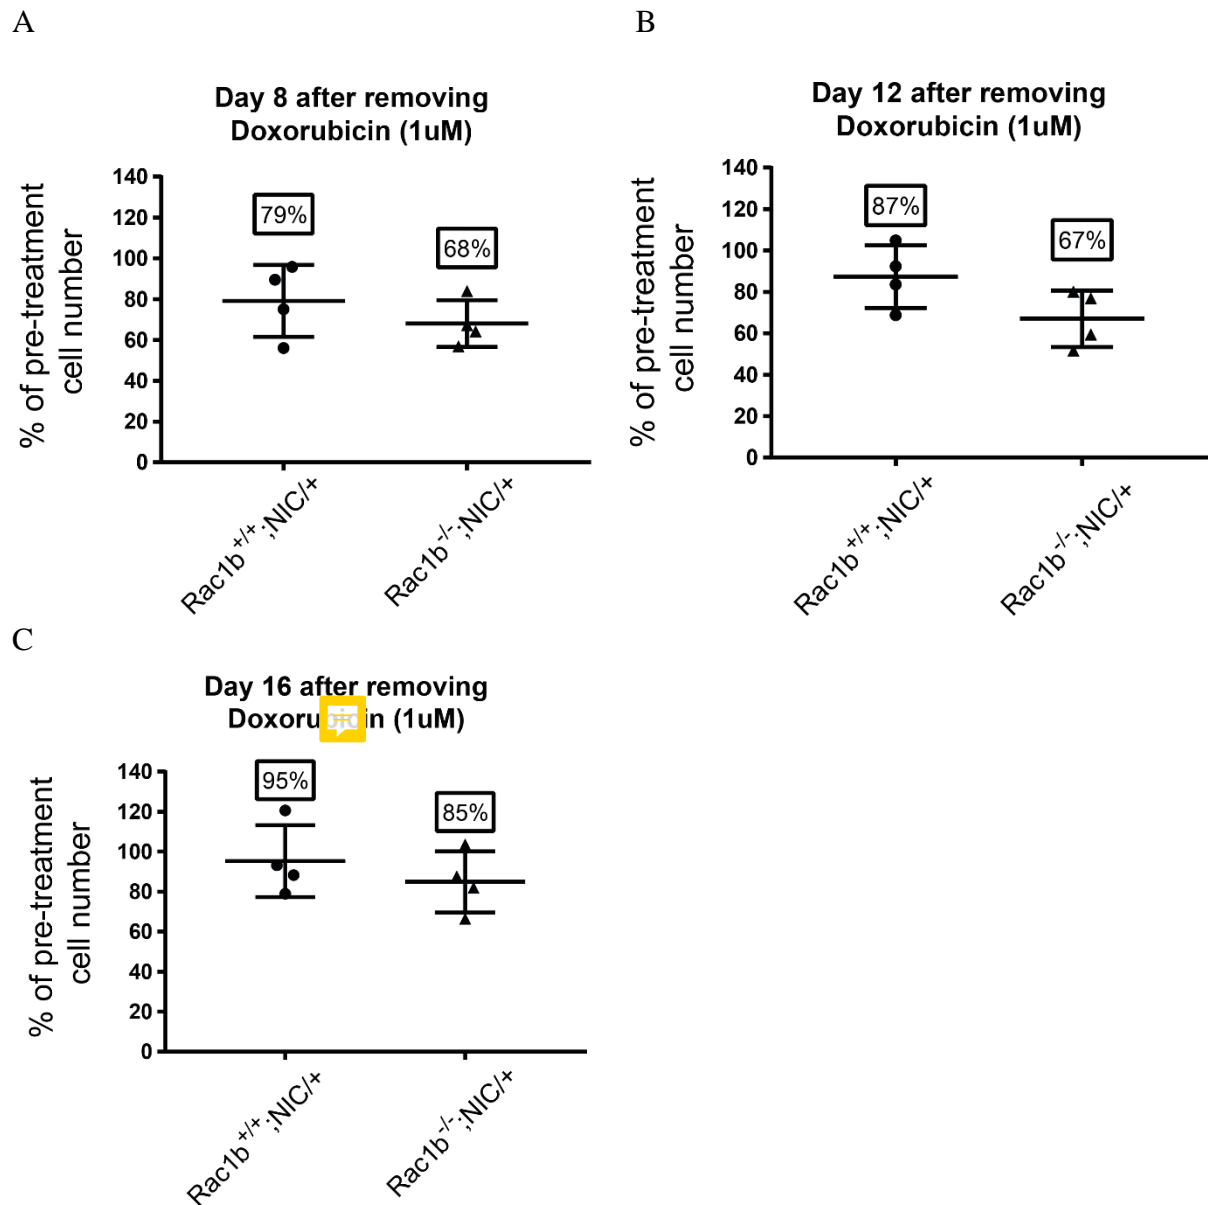 A
Day 8 after removing
Doxorubicin (1uM)
% of pre-treatment
cell number
140
120
100
80
60
40
20
0
79%
68%
Rac1b+/+;NIC/+
Rac1b-/-;NIC/+
B
Day 12 after removing
Doxorubicin (1uM)
% of pre-treatment
cell number
140
120
100
80
60
40
20
0
87%
67%
Rac1b+/+;NIC/+
Rac1b-/-;NIC/+
C
Day 16 after removing
Doxorubicin (1uM)
% of pre-treatment
cell number
140
120
100
80
60
40
20
0
95%
85%
Rac1b+/+;NIC/+
Rac1b-/-;NIC/+